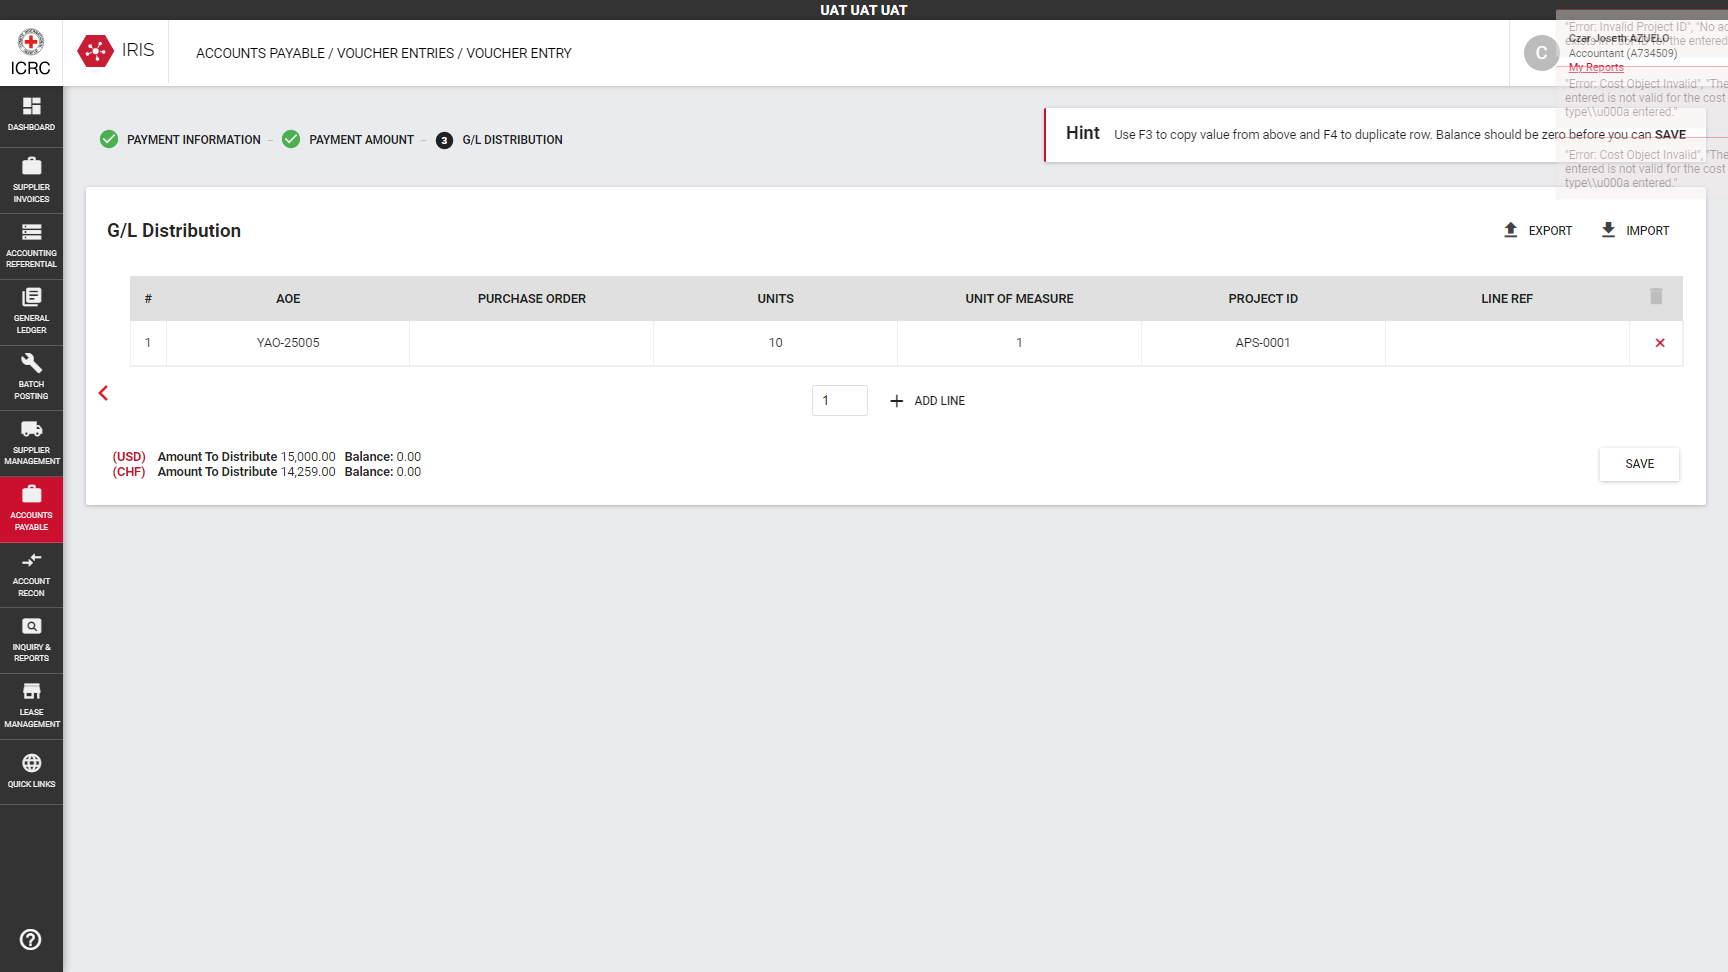 UAT UAT UAT
ICRC
IRIS
ACCOUNTS PAYABLE / VOUCHER ENTRIES / VOUCHER ENTRY
C
Czar Joseth AZUELO
Accountant (A734509)
My Reports
"Error: Invalid Project ID", "No
the entered
"Error: Cost Object Invalid", "The
entered is not valid for the cost
type\\u000a entered."
"Error: Cost Object Invalid", "The
entered is not valid for the cost
type\\u000a entered."
DASHBOARD
SUPPLIER
INVOICES
ACCOUNTING
REFERENTIAL
GENERAL
LEDGER
BATCH
POSTING
SUPPLIER
MANAGEMENT
ACCOUNTS
PAYABLE
ACCOUNT
RECON
INQUIRY &
REPORTS
LEASE
MANAGEMENT
QUICK LINKS
PAYMENT INFORMATION
PAYMENT AMOUNT
3 G/L DISTRIBUTION
Hint Use F3 to copy value from above and F4 to duplicate row. Balance should be zero before you can SAVE
G/L Distribution
EXPORT
IMPORT
# AOE PURCHASE ORDER UNITS UNIT OF MEASURE PROJECT ID LINE REF
1 YAO-25005 10 1 APS-0001
1 ADD LINE
(USD) Amount To Distribute 15,000.00 Balance: 0.00
(CHF) Amount To Distribute 14,259.00 Balance: 0.00
SAVE